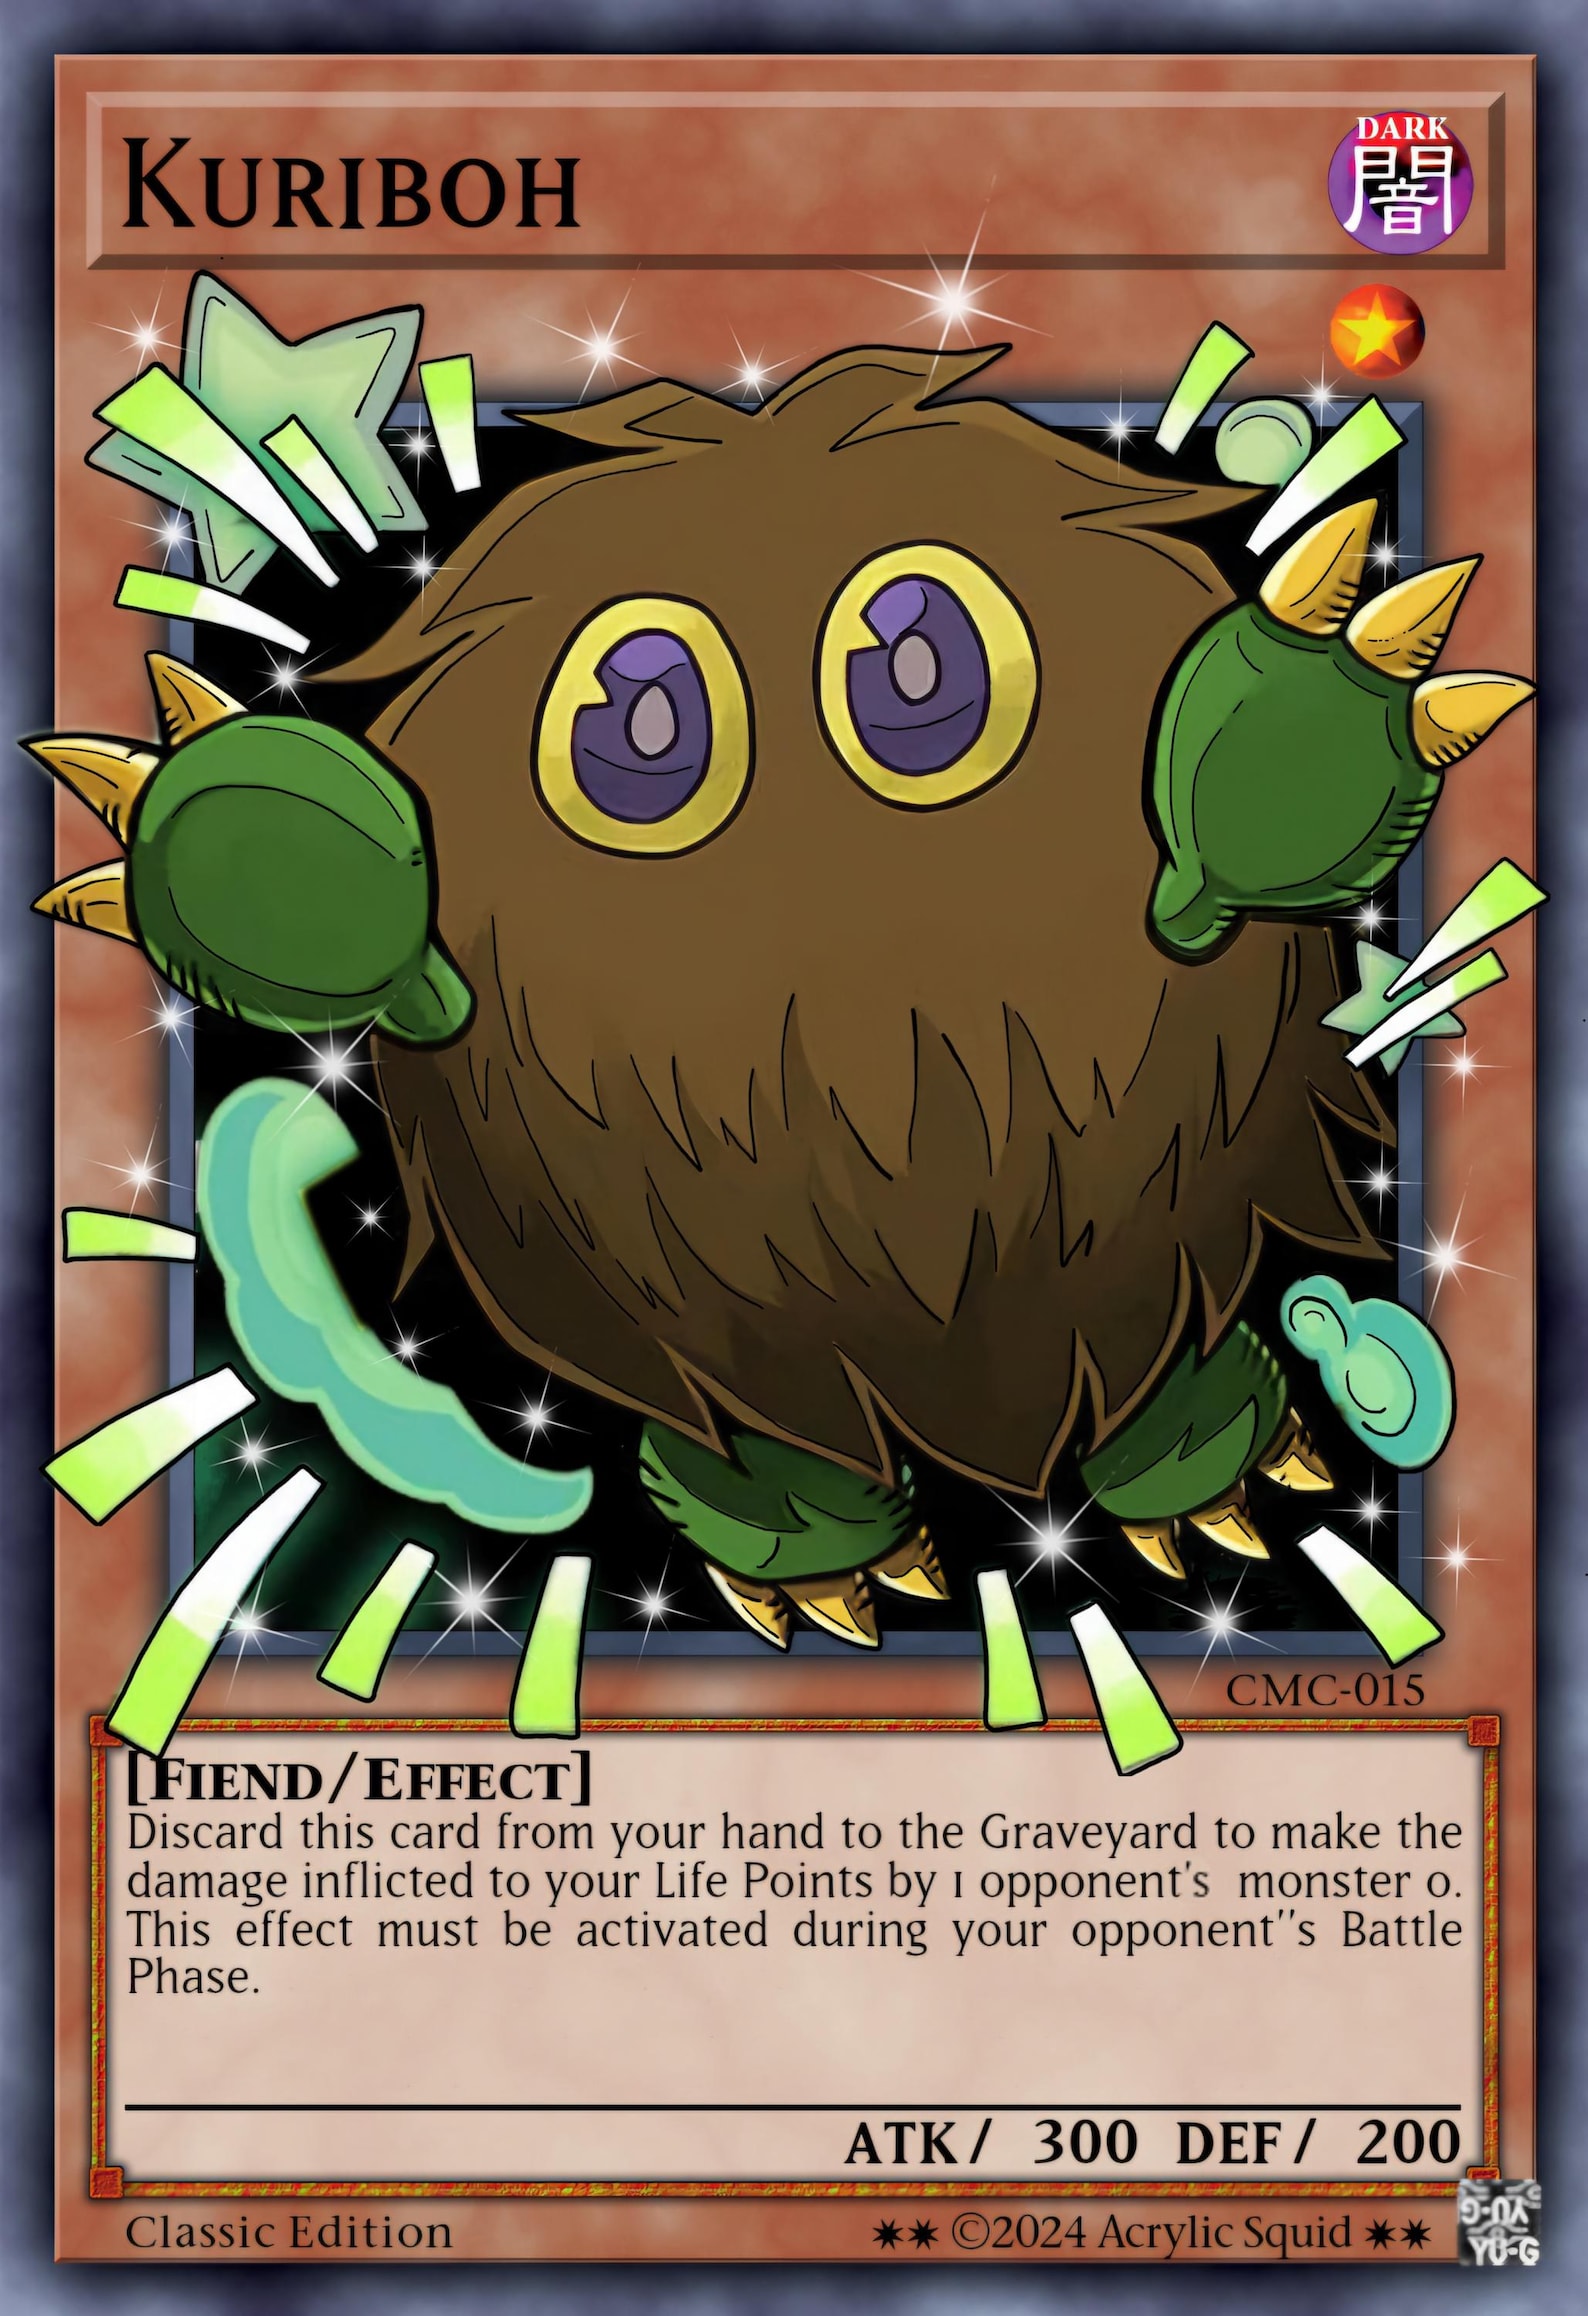 KURIBOH
DARK
闇
CMC-015
[FIEND/EFFECT]
Discard this card from your hand to the Graveyard to make the
damage inflicted to your Life Points by 1 opponent's monster 0.
This effect must be activated during your opponent''s Battle
Phase.
ATK/ 300 DEF/ 200
Classic Edition
©2024 Acrylic Squid
YU-G
YU-G